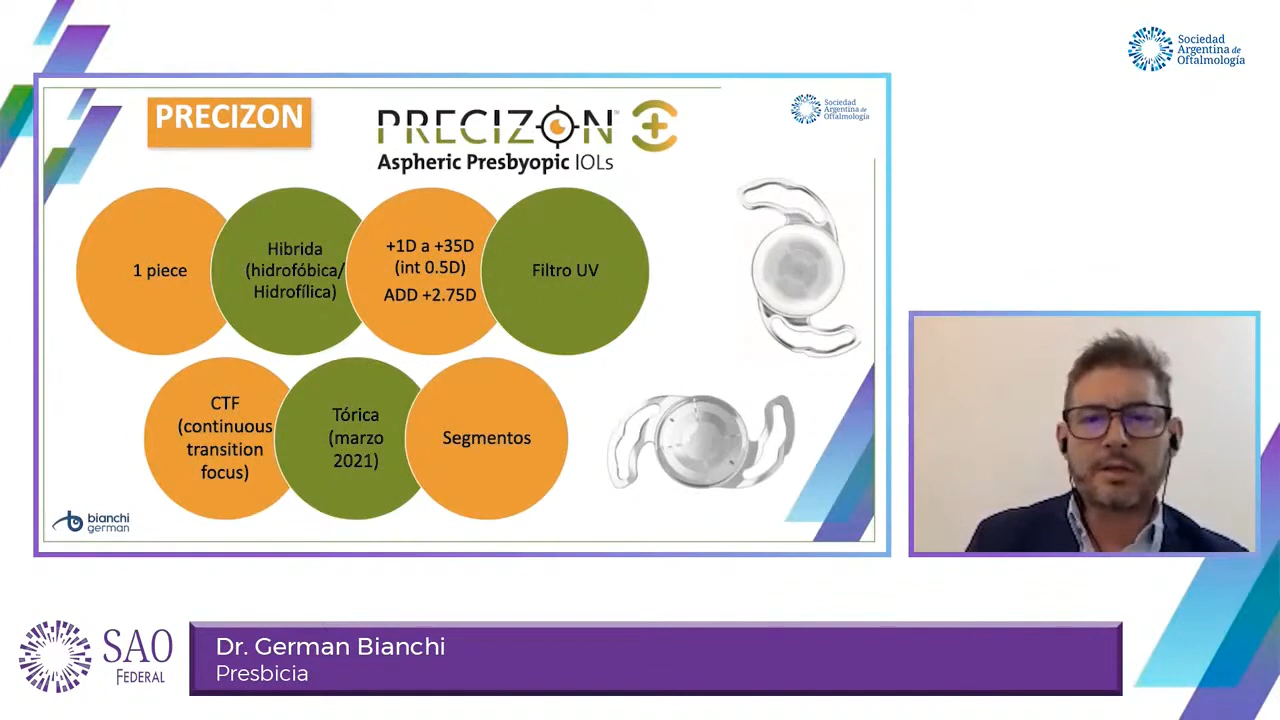 Sociedad
Argentina de
Oftalmología
PRECIZON
PRECIZON™
Aspheric Presbyopic IOLs
Sociedad
Argentina de
Oftalmología
1 piece
Hibrida
(hidrofóbica/
Hidrofílica)
+1D a +35D
(int 0.5D)
ADD +2.75D
Filtro UV
CTF
(continuous
transition
focus)
Tórica
(marzo
2021)
Segmentos
bianchi
german
SAO
FEDERAL
Dr. German Bianchi
Presbicia